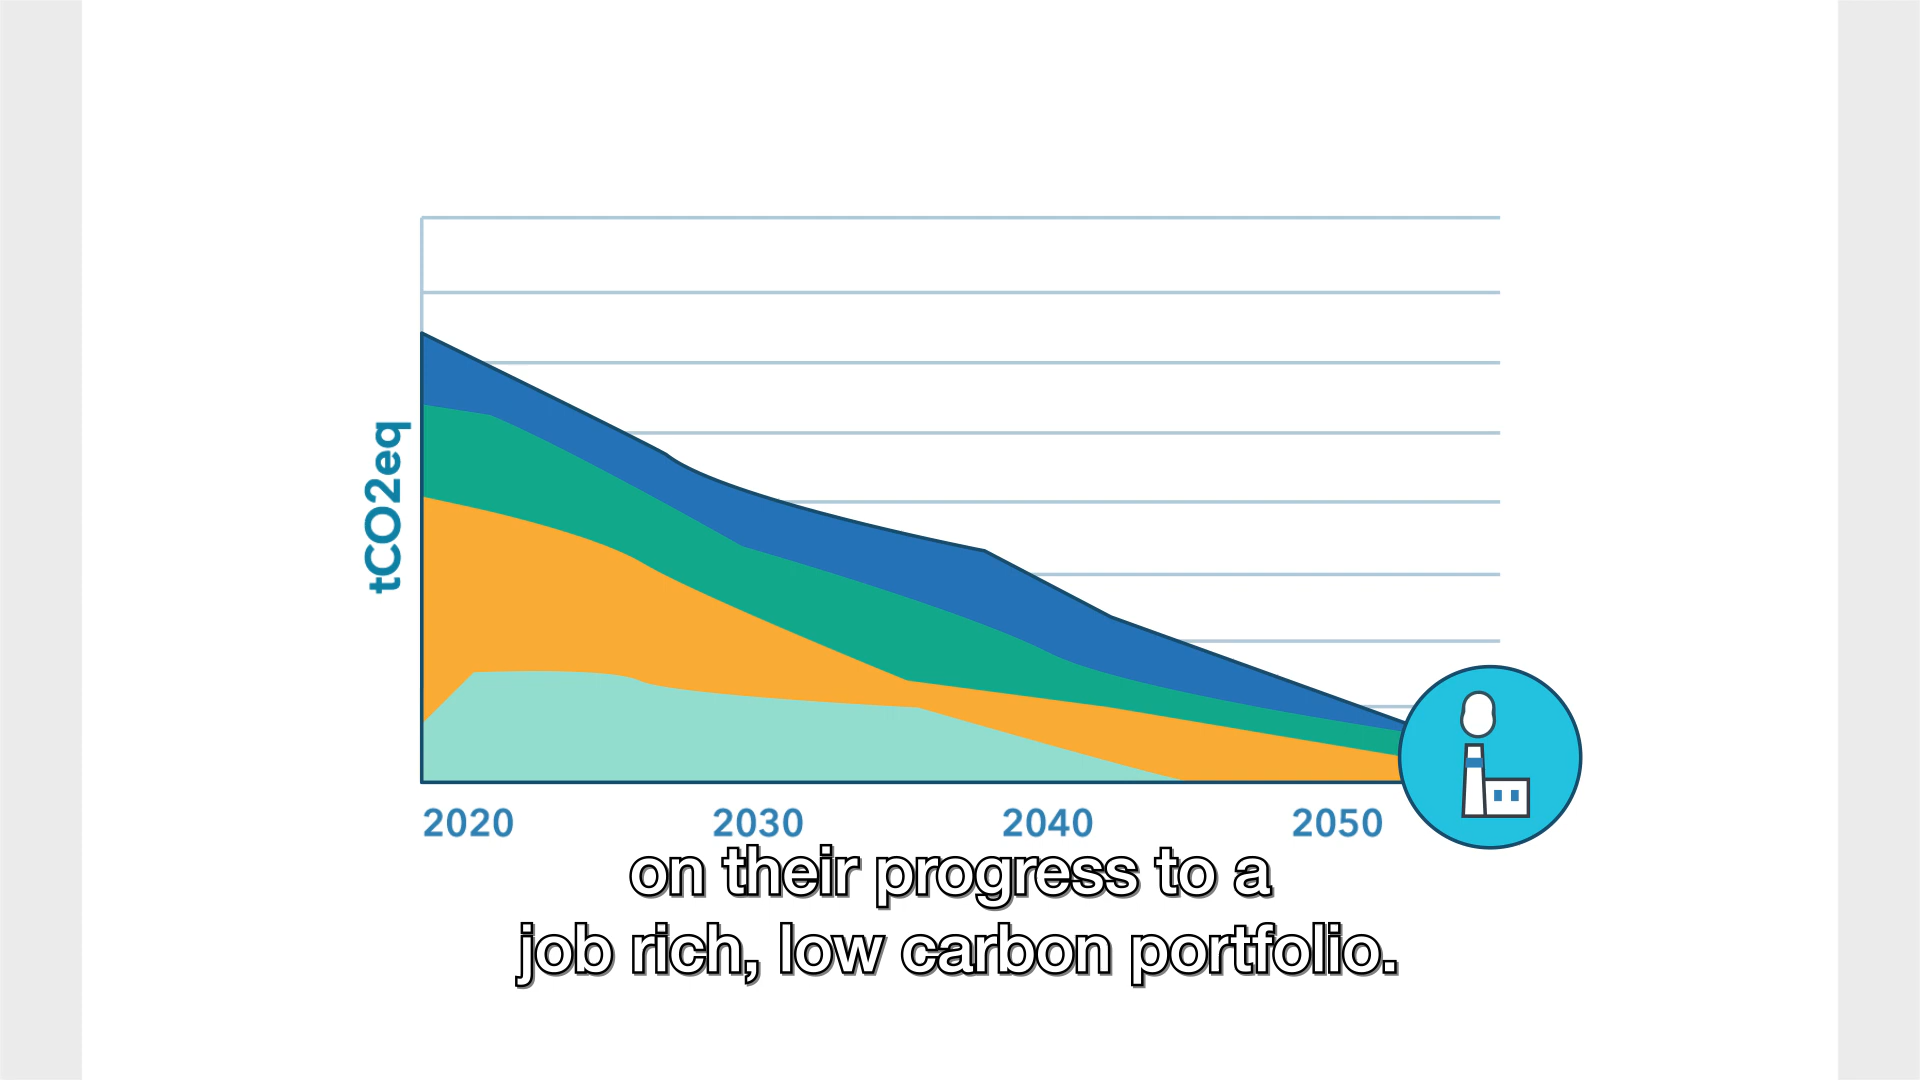 tCO2eq
2020 2030 2040 2050
on their progress to a
job rich, low carbon portfolio.